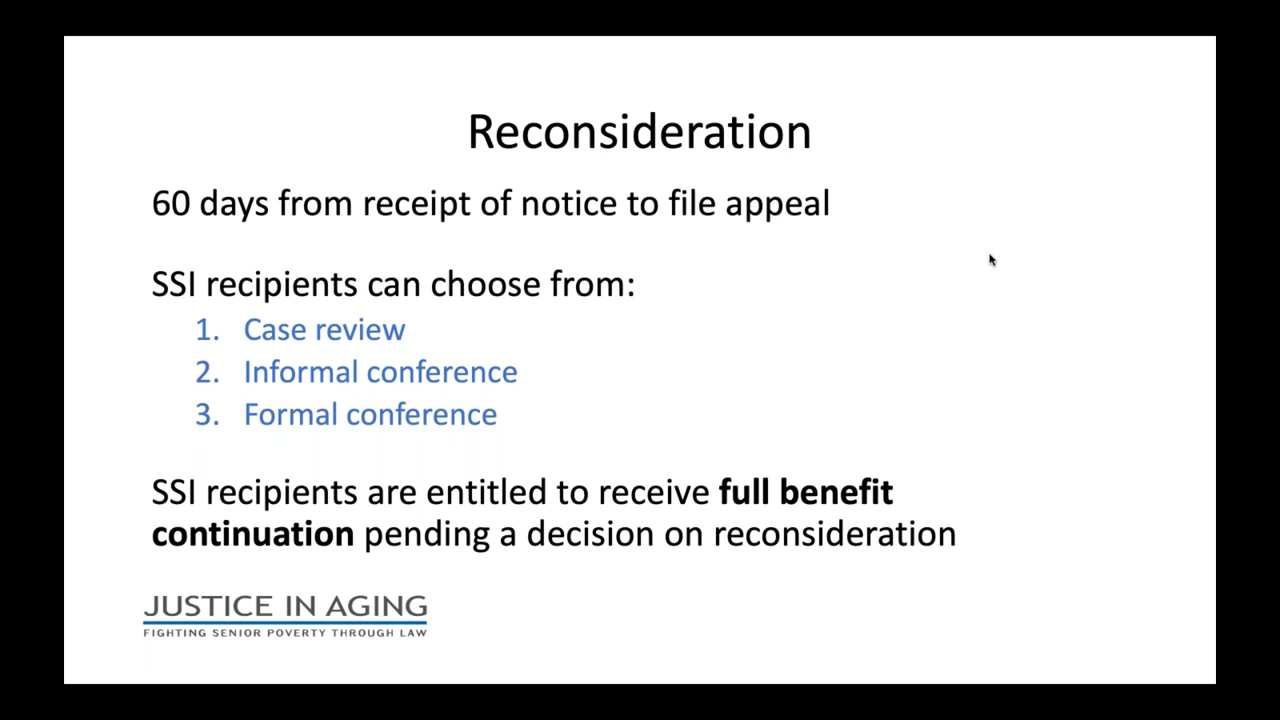 Reconsideration
60 days from receipt of notice to file appeal
SSI recipients can choose from:
1. Case review
2. Informal conference
3. Formal conference
SSI recipients are entitled to receive full benefit
continuation pending a decision on reconsideration
JUSTICE IN AGING
FIGHTING SENIOR POVERTY THROUGH LAW